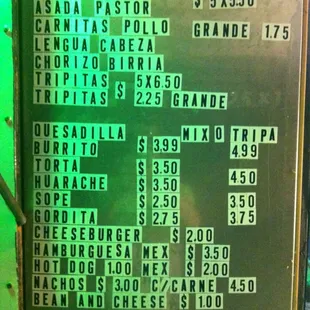 ASADA PASTOR $ 5X5.50
CARNITAS POLLO GRANDE 1.75
LENGUA CABEZA
CHORIZO BIRRIA
TRIPITAS 5X6.50
TRIPITAS $ 2.25 GRANDE
QUESADILLA MIXO TRIPA
BURRITO $ 3.99 4.99
TORTA $ 3.50
HUARACHE $ 3.50 4.50
SOPE $ 2.50 3.50
GORDITA $ 2.75 3.75
CHEESEBURGER $ 2.00
HAMBURGUESA MEX $ 3.50
HOT DOG 1.00 MEX $ 2.00
NACHOS $ 3.00 C/CARNE 4.50
BEAN AND CHEESE $ 1.00